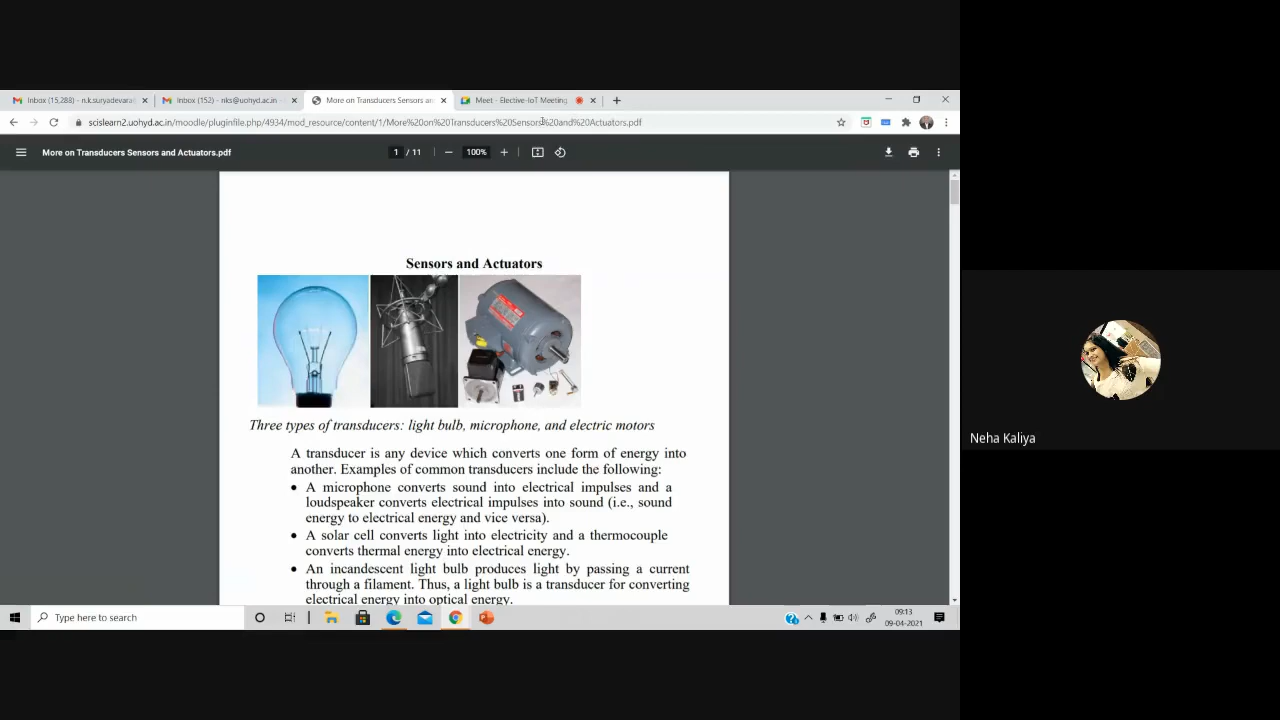 Inbox (15,288) - n.k.suryadevara
Inbox (152) - nks@uohyd.ac.in
More on Transducers Sensors an
Meet - Elective-IoT Meeting
scislearn2.uohyd.ac.in/moodle/pluginfile.php/4934/mod_resource/content/1/More%20on%20Transducers%20Sensors%20and%20Actuators.pdf
More on Transducers Sensors and Actuators.pdf
1 / 11
100%
Sensors and Actuators
Three types of transducers: light bulb, microphone, and electric motors
A transducer is any device which converts one form of energy into
another. Examples of common transducers include the following:
• A microphone converts sound into electrical impulses and a
loudspeaker converts electrical impulses into sound (i.e., sound
energy to electrical energy and vice versa).
• A solar cell converts light into electricity and a thermocouple
converts thermal energy into electrical energy.
• An incandescent light bulb produces light by passing a current
through a filament. Thus, a light bulb is a transducer for converting
electrical energy into optical energy.
Neha Kaliya
Type here to search
09:13
09-04-2021